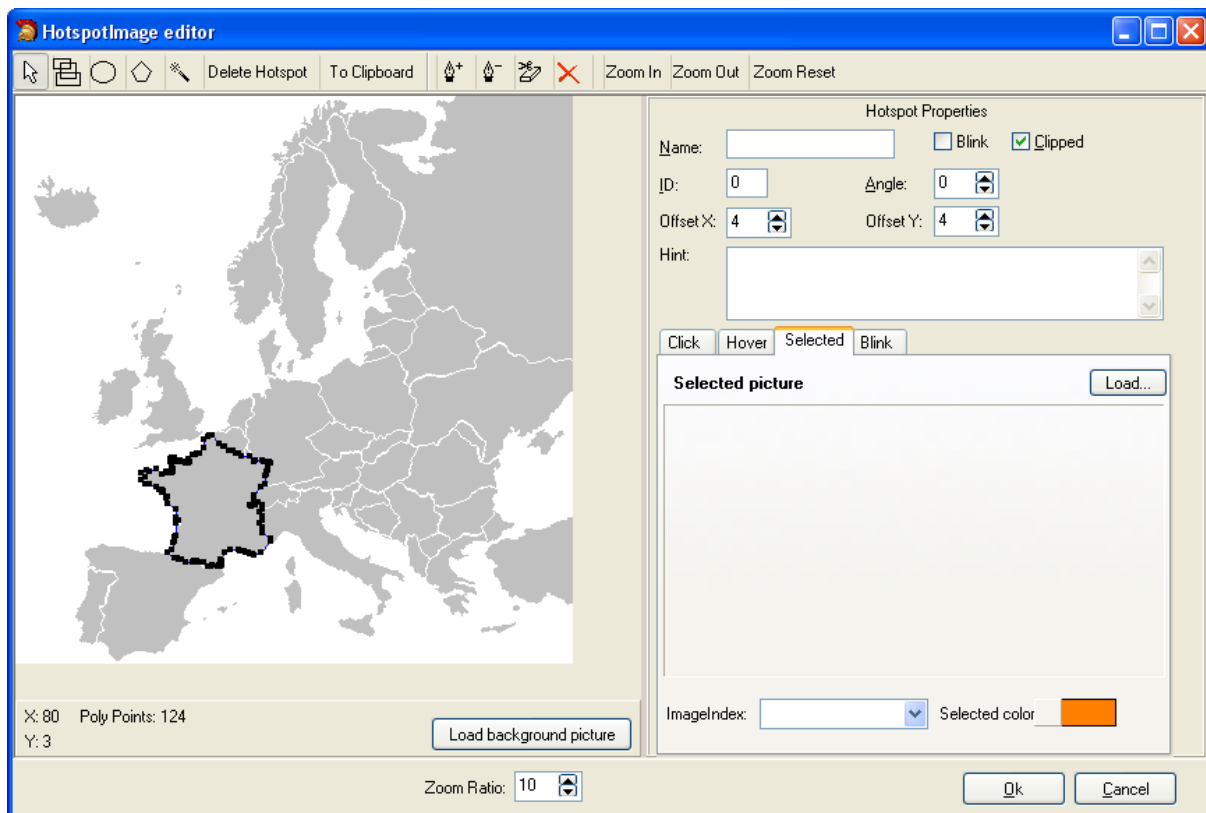 HotspotImage editor
Delete Hotspot To Clipboard Zoom In Zoom Out Zoom Reset
Hotspot Properties
Name: Blink Clipped
ID: 0 Angle: 0
Offset X: 4 Offset Y: 4
Hint:
Click Hover Selected Blink
Selected picture Load...
ImageIndex: Selected color
X: 80 Poly Points: 124
Y: 3
Load background picture
Zoom Ratio: 10 Ok Cancel